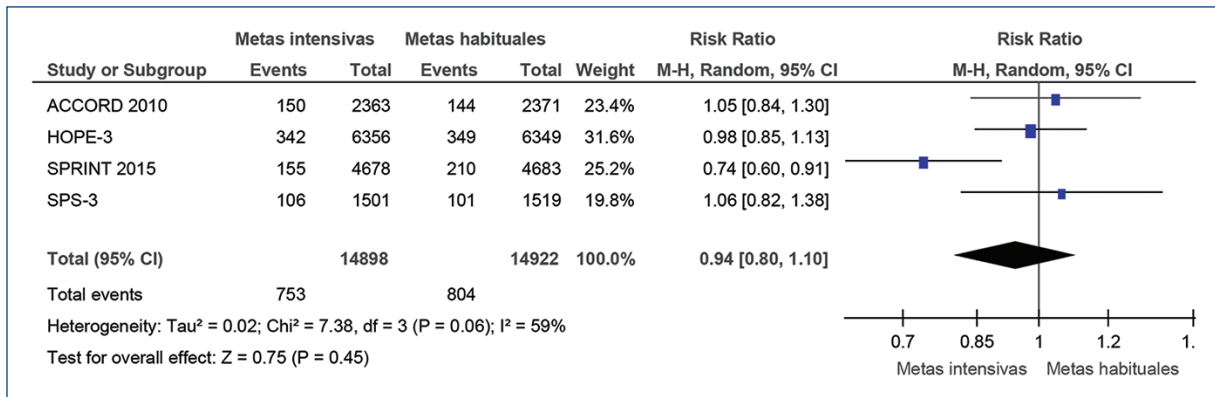 Metas intensivas Metas habituales Risk Ratio Risk Ratio
Study or Subgroup Events Total Events Total Weight M-H, Random, 95% CI M-H, Random, 95% CI
ACCORD 2010 150 2363 144 2371 23.4% 1.05 [0.84, 1.30]
HOPE-3 342 6356 349 6349 31.6% 0.98 [0.85, 1.13]
SPRINT 2015 155 4678 210 4683 25.2% 0.74 [0.60, 0.91]
SPS-3 106 1501 101 1519 19.8% 1.06 [0.82, 1.38]
Total (95% CI) 14898 14922 100.0% 0.94 [0.80, 1.10]
Total events 753 804
Heterogeneity: Tau² = 0.02; Chi² = 7.38, df = 3 (P = 0.06); I² = 59%
Test for overall effect: Z = 0.75 (P = 0.45)
0.7 0.85 1 1.2 1.
Metas intensivas Metas habituales